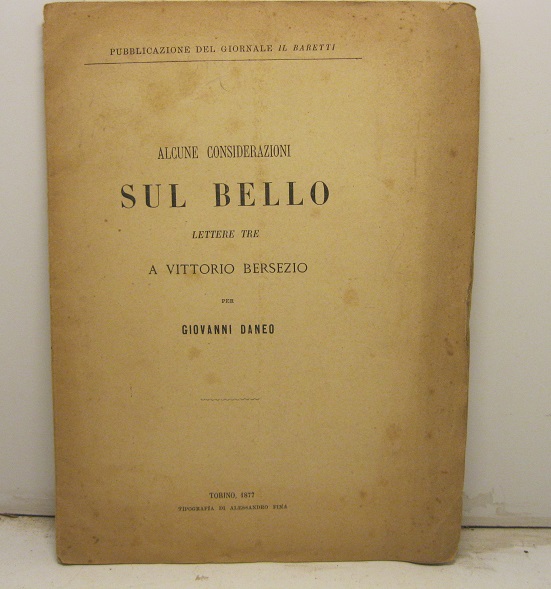 PUBBLICAZIONE DEL GIORNALE IL BARETTI
ALCUNE CONSIDERAZIONI
SUL BELLO
LETTERE TRE
A VITTORIO BERSEZIO
PER
GIOVANNI DANEO
TORINO, 1877
TIPOGRAFIA DI ALESSANDRO FINA